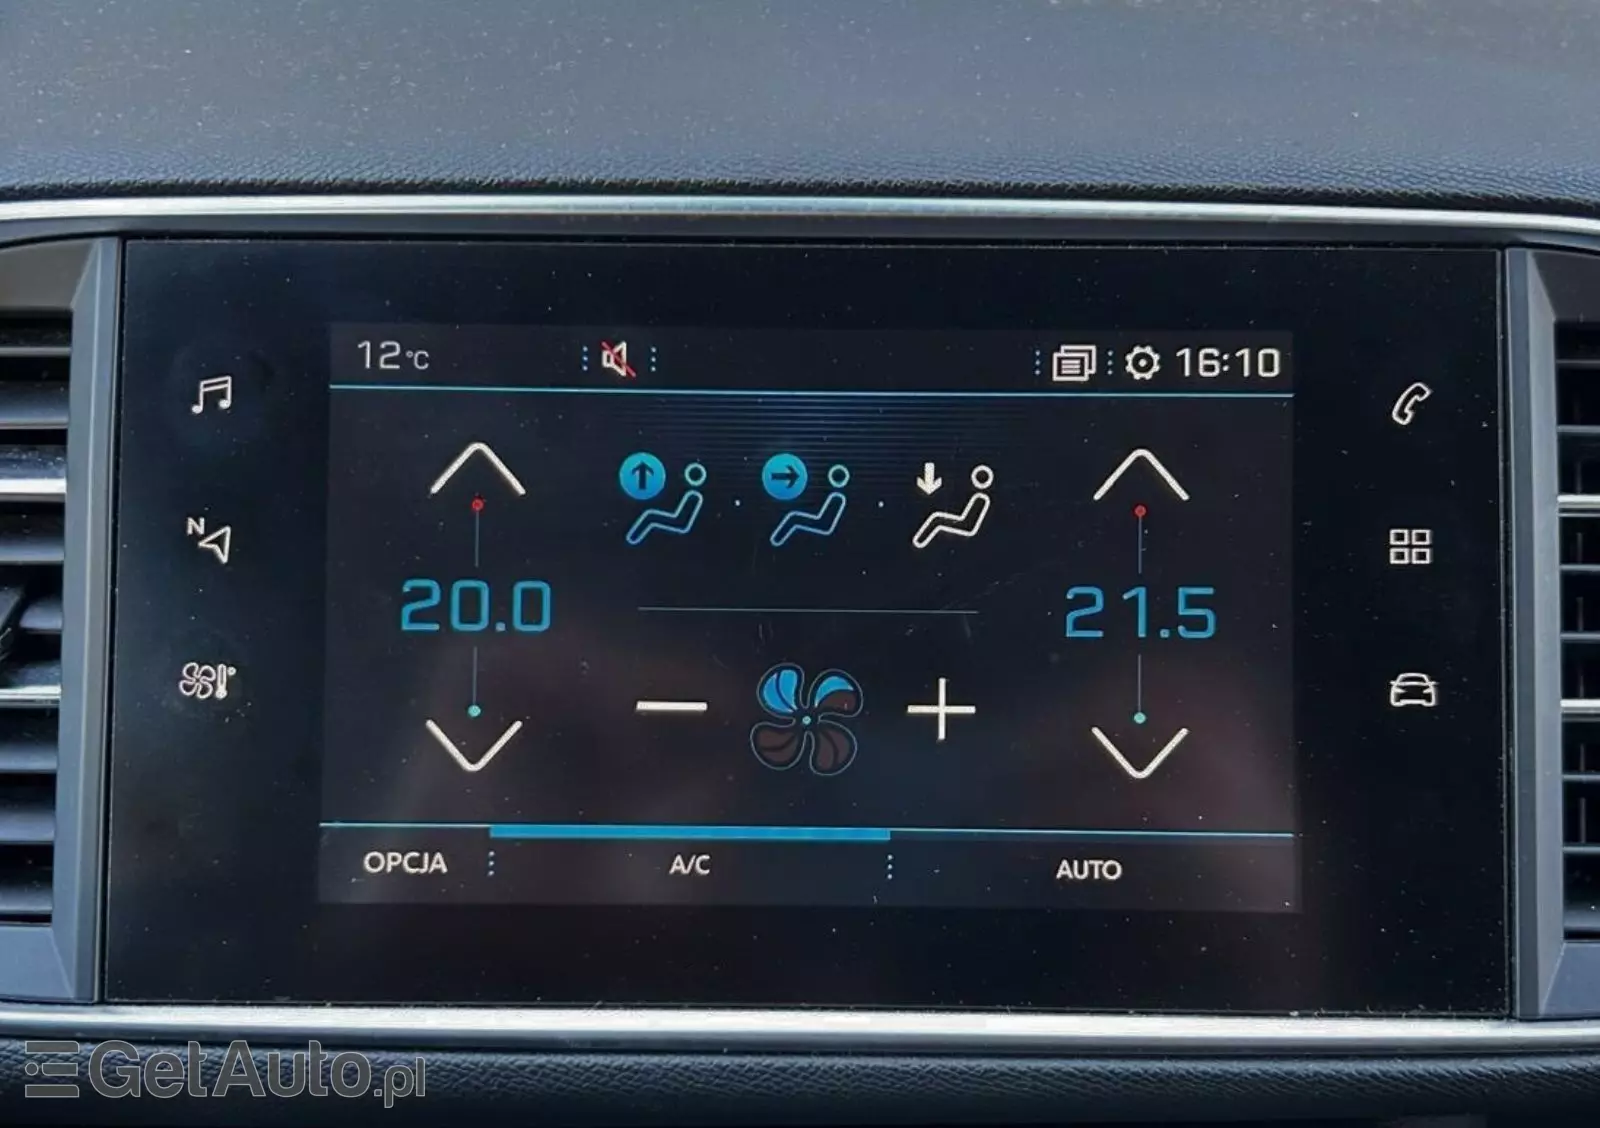 12°C
16:10
N
20.0
21.5
OPCJA
A/C
AUTO
GetAuto.pl